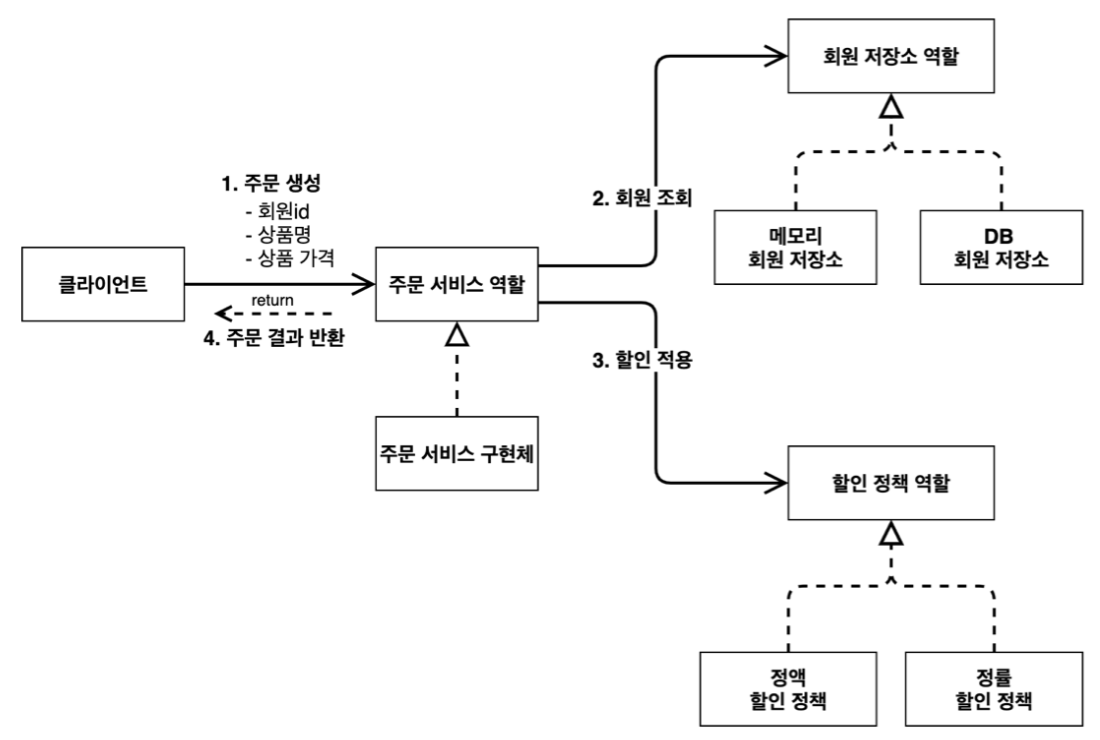 회원 저장소 역할
1. 주문 생성
- 회원id
- 상품명
- 상품 가격
2. 회원 조회
메모리
회원 저장소
DB
회원 저장소
클라이언트
주문 서비스 역할
return
4. 주문 결과 반환
3. 할인 적용
주문 서비스 구현체
할인 정책 역할
정액
할인 정책
정률
할인 정책